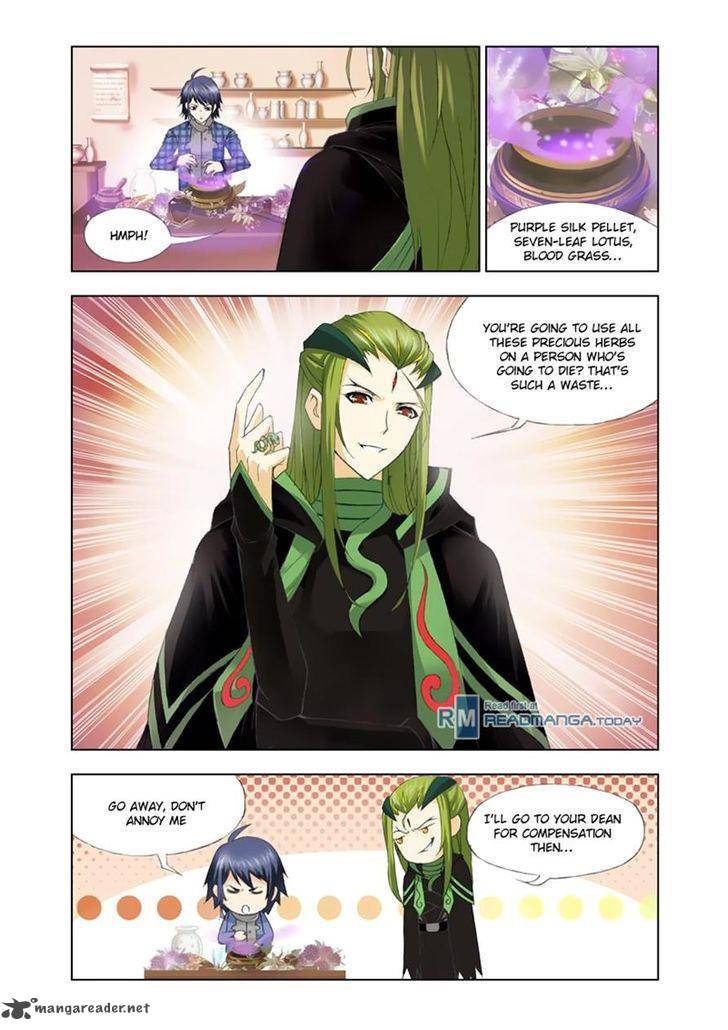 HMPH!
PURPLE SILK PELLET,
SEVEN-LEAF LOTUS,
BLOOD GRASS...
YOU'RE GOING TO USE ALL
THESE PRECIOUS HERBS
ON A PERSON WHO'S
GOING TO DIE? THAT'S
SUCH A WASTE...
RM
Read first at
READMANGA.TODAY
GO AWAY, DON'T
ANNOY ME
I'LL GO TO YOUR DEAN
FOR COMPENSATION
THEN...
mangareader.net